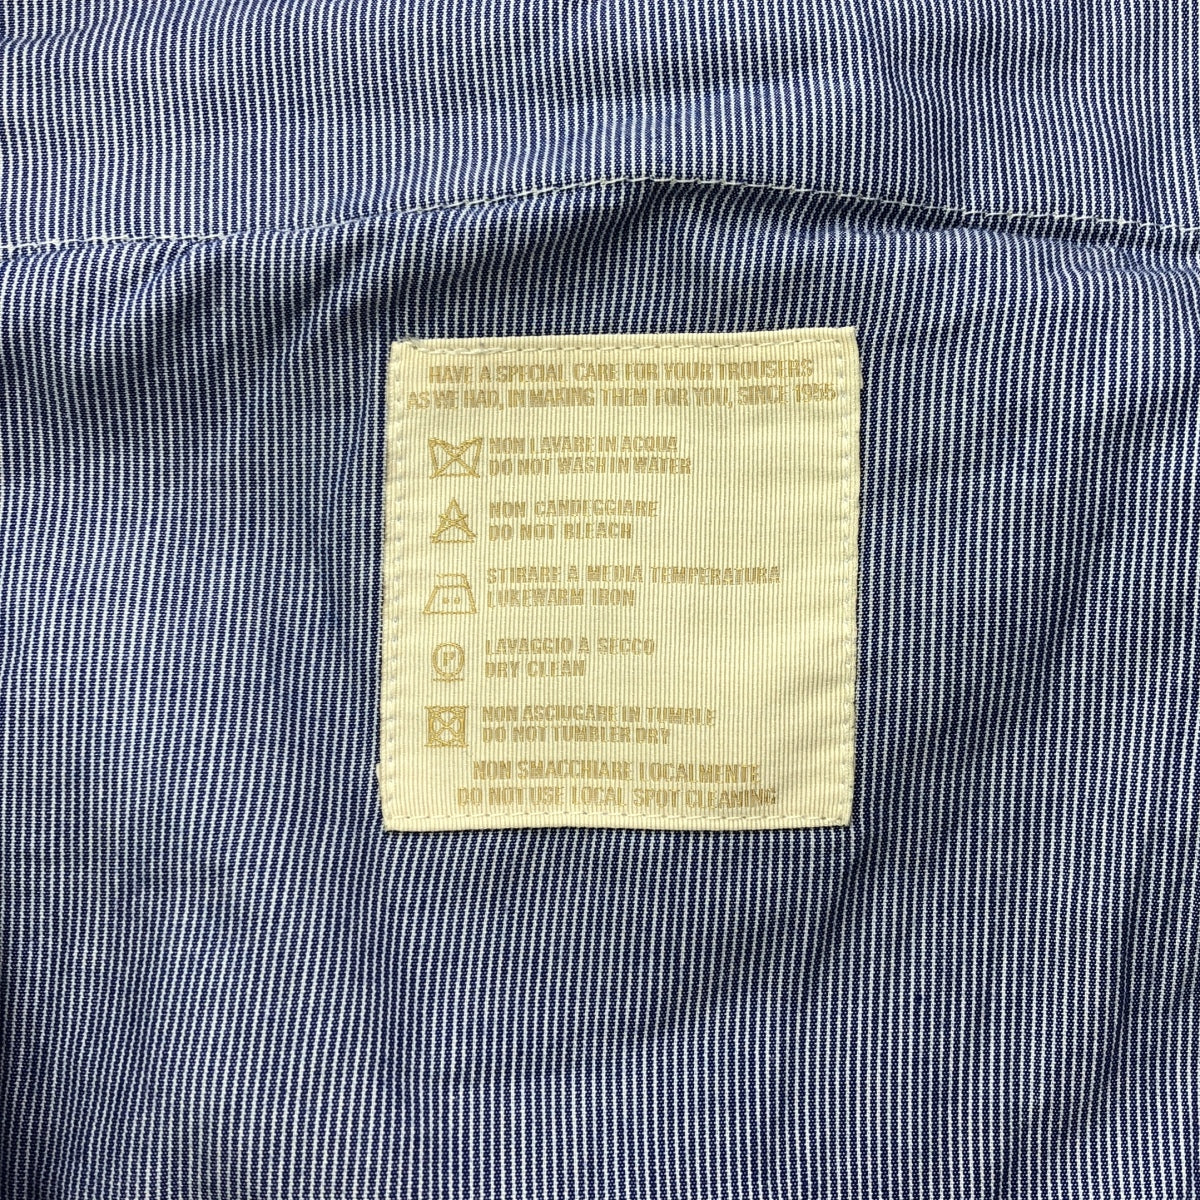 HAVE A SPECIAL CARE FOR YOUR TROUSERS
AS WE HAD, IN MAKING THEM FOR YOU, SINCE 1955
NON LAVARE IN ACQUA
DO NOT WASH IN WATER
NON CANDEGGIARE
DO NOT BLEACH
STIRARE A MEDIA TEMPERATURA
LUKEWARM IRON
P
LAVAGGIO A SECCO
DRY CLEAN
NON ASCIUGARE IN TUMBLE
DO NOT TUMBLER DRY
NON SMACCHIARE LOCALMENTE
DO NOT USE LOCAL SPOT CLEANING